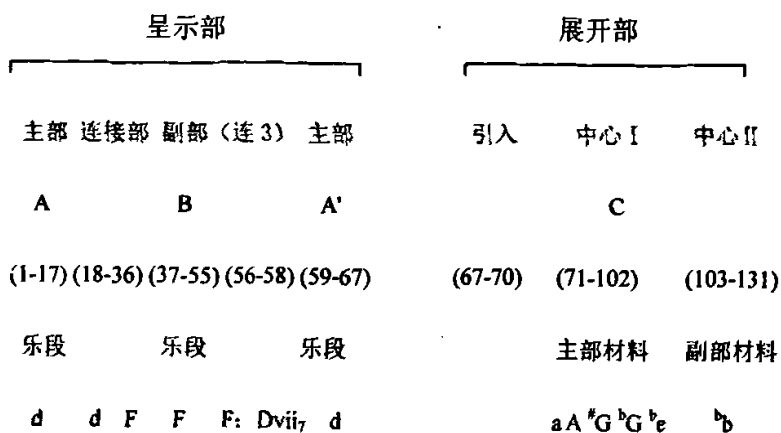 呈示部 展开部
主部 连接部 副部（连3） 主部 引入 中心 I 中心 II
A B A' C
(1-17) (18-36) (37-55) (56-58) (59-67) (67-70) (71-102) (103-131)
乐段 乐段 乐段 主部材料 副部材料
d d F F F: Dvii₇ d a A #G bG be bb